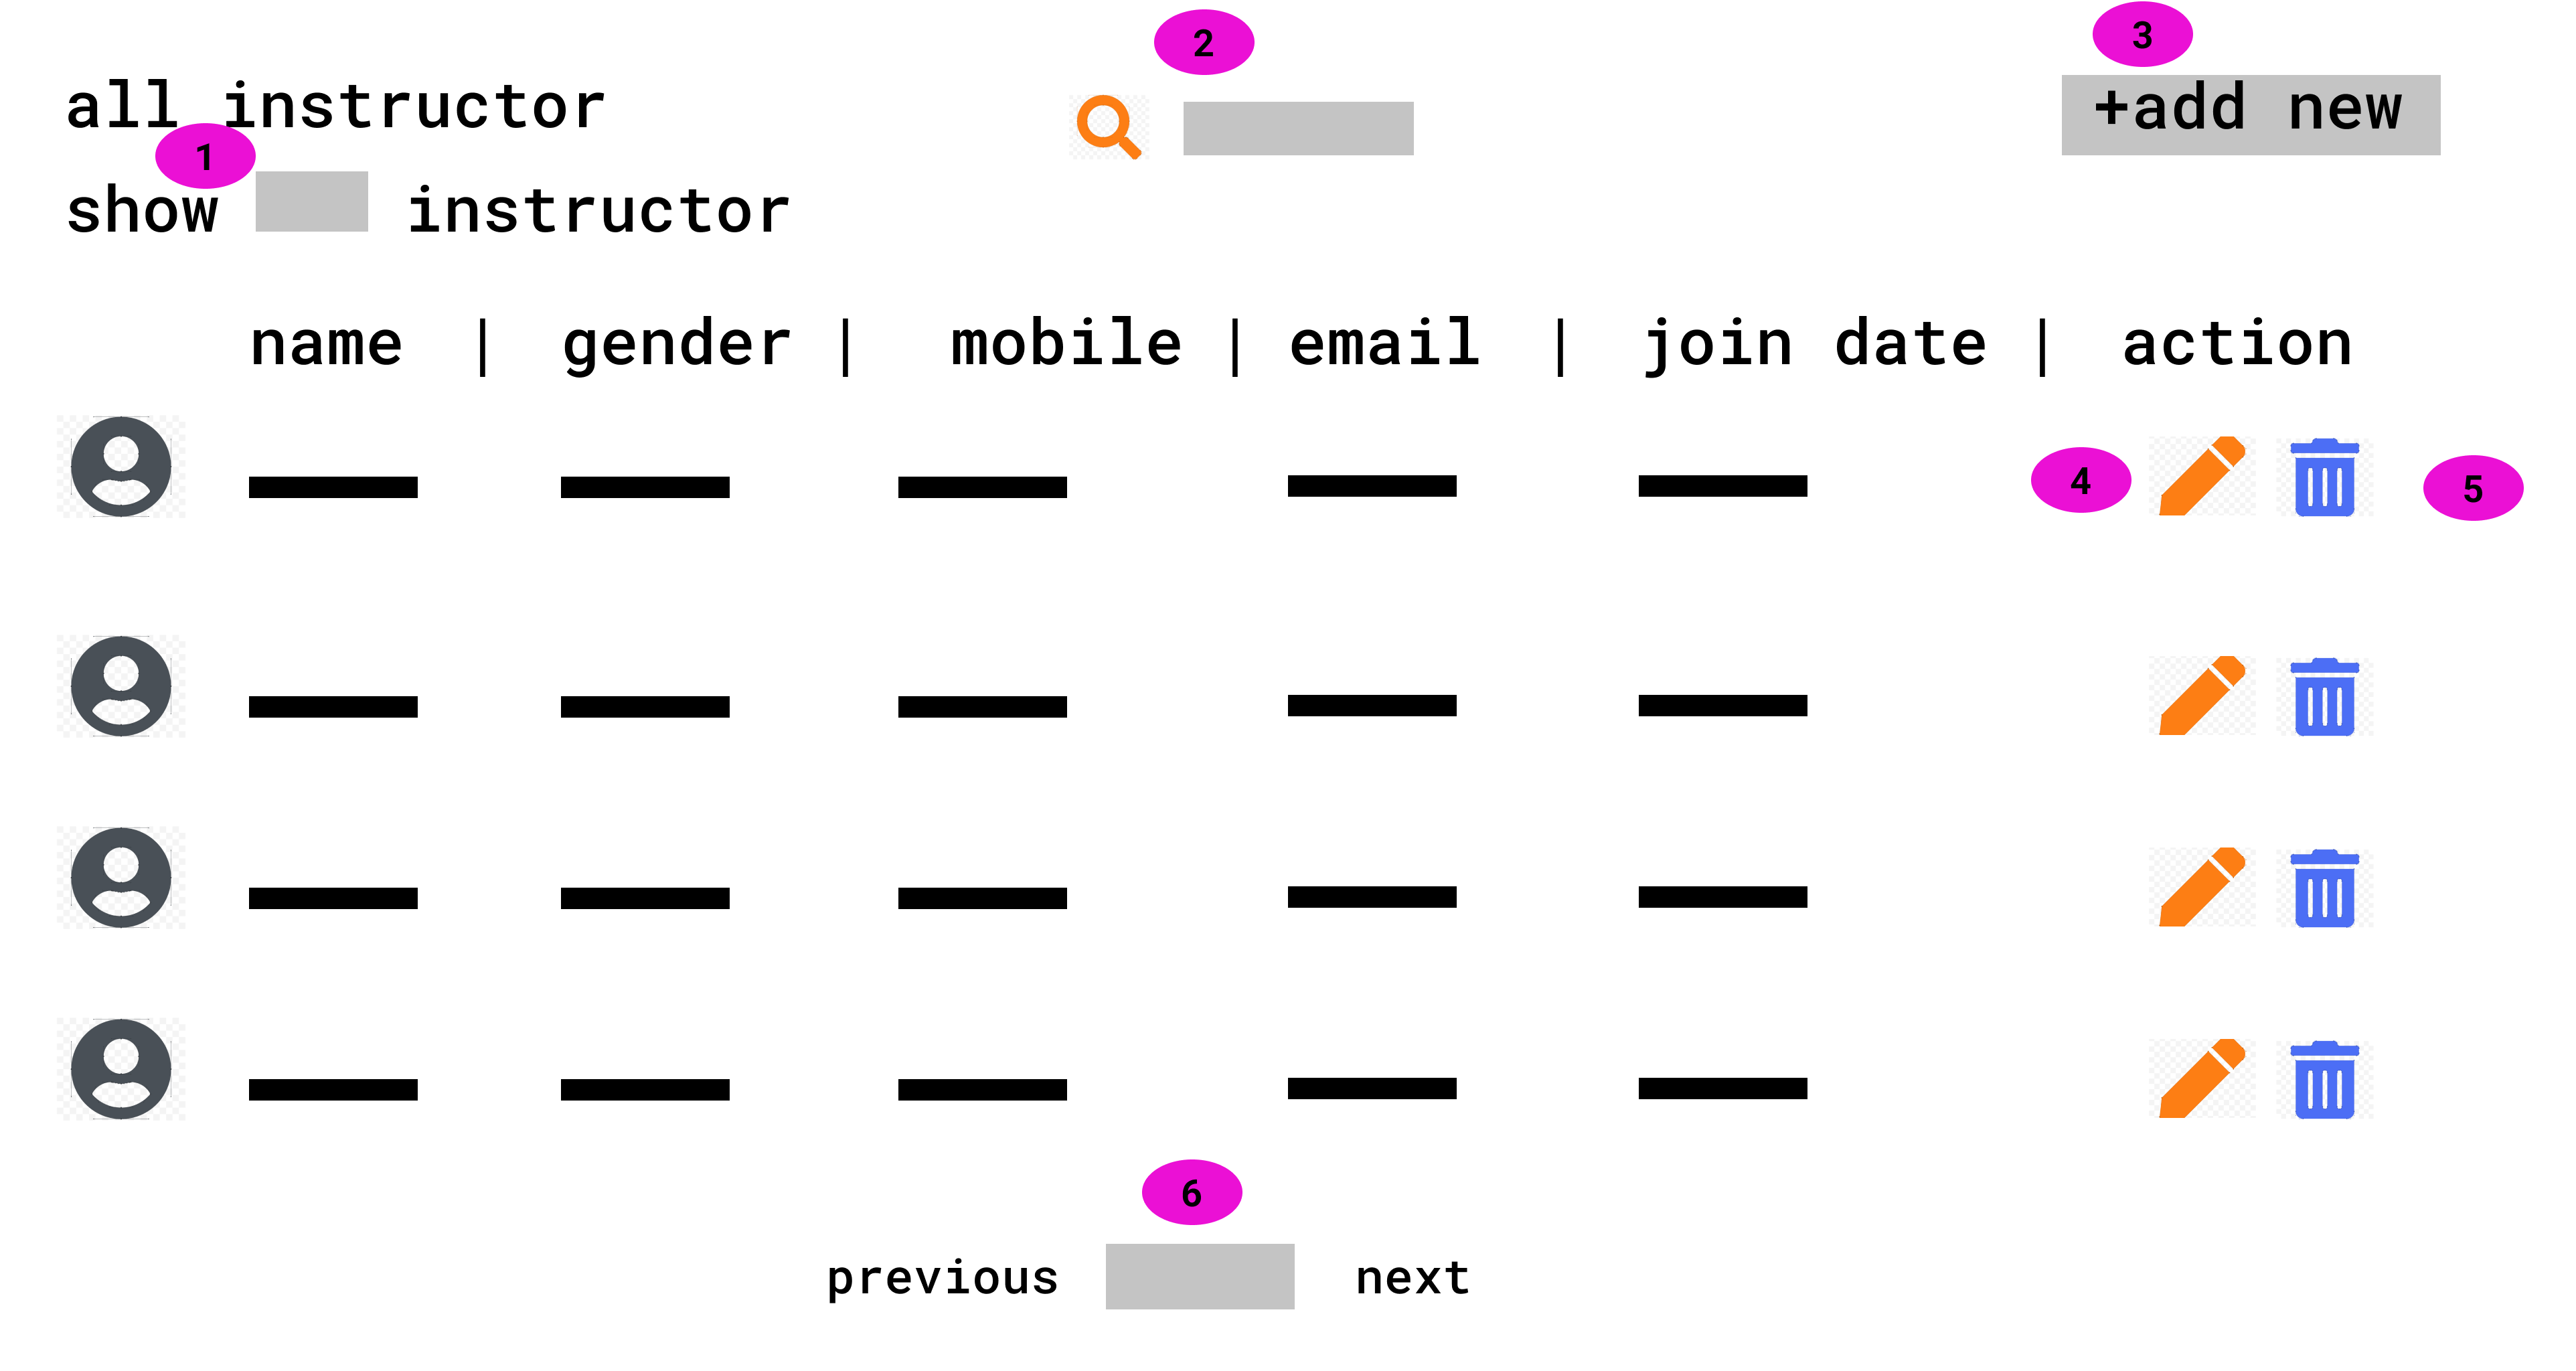 2
3
all instructor
+add new
1
show instructor
name | gender | mobile | email | join date | action
4
5
6
previous next